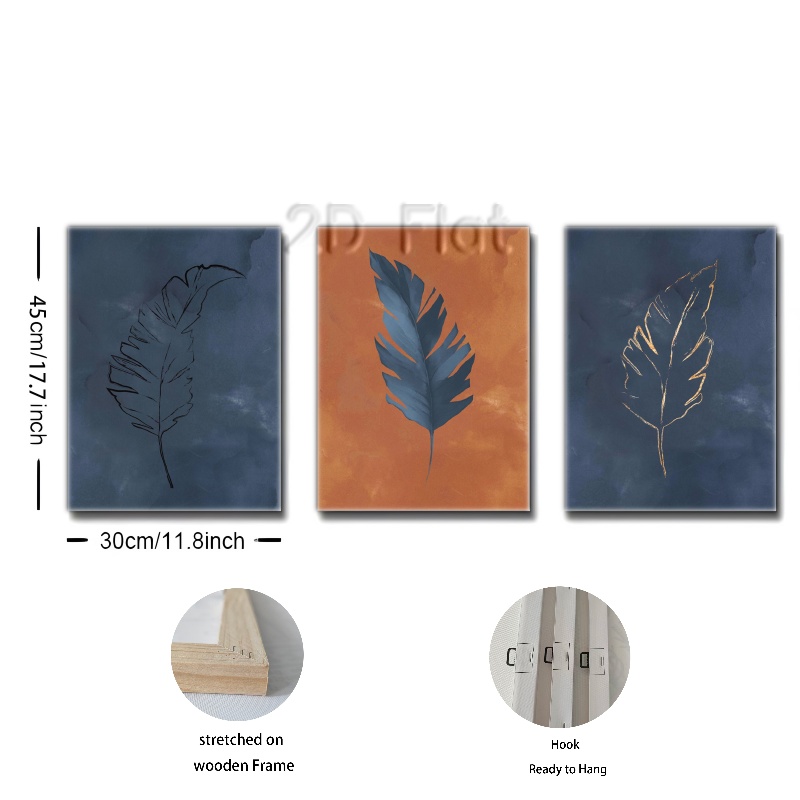 2D Flat
45cm/17.7inch
30cm/11.8inch
stretched on
wooden Frame
Hook
Ready to Hang